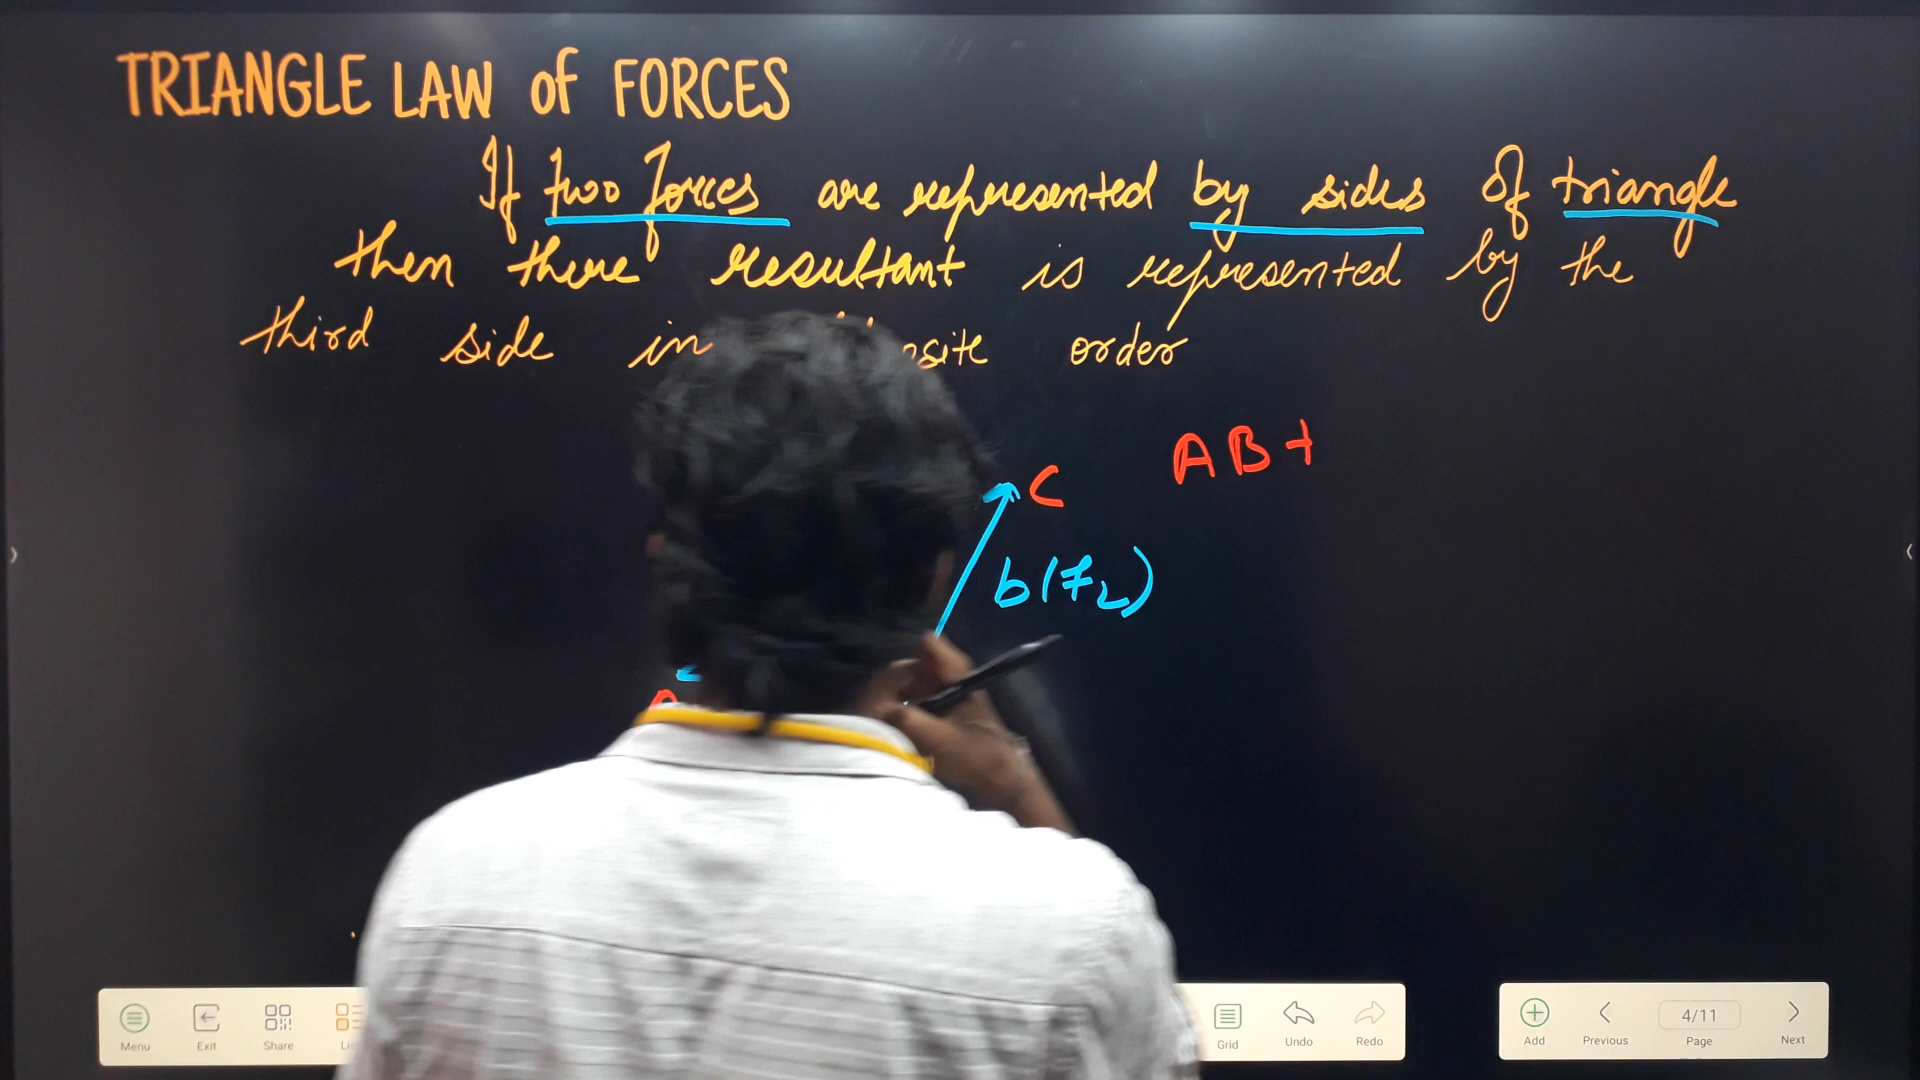 TRIANGLE LAW of FORCES
If two forces are represented by sides of triangle
then there resultant is represented by the
third side in order
AB+
C
b(F2)
Menu Exit Share Grid Undo Redo Add Previous 4/11 Page Next